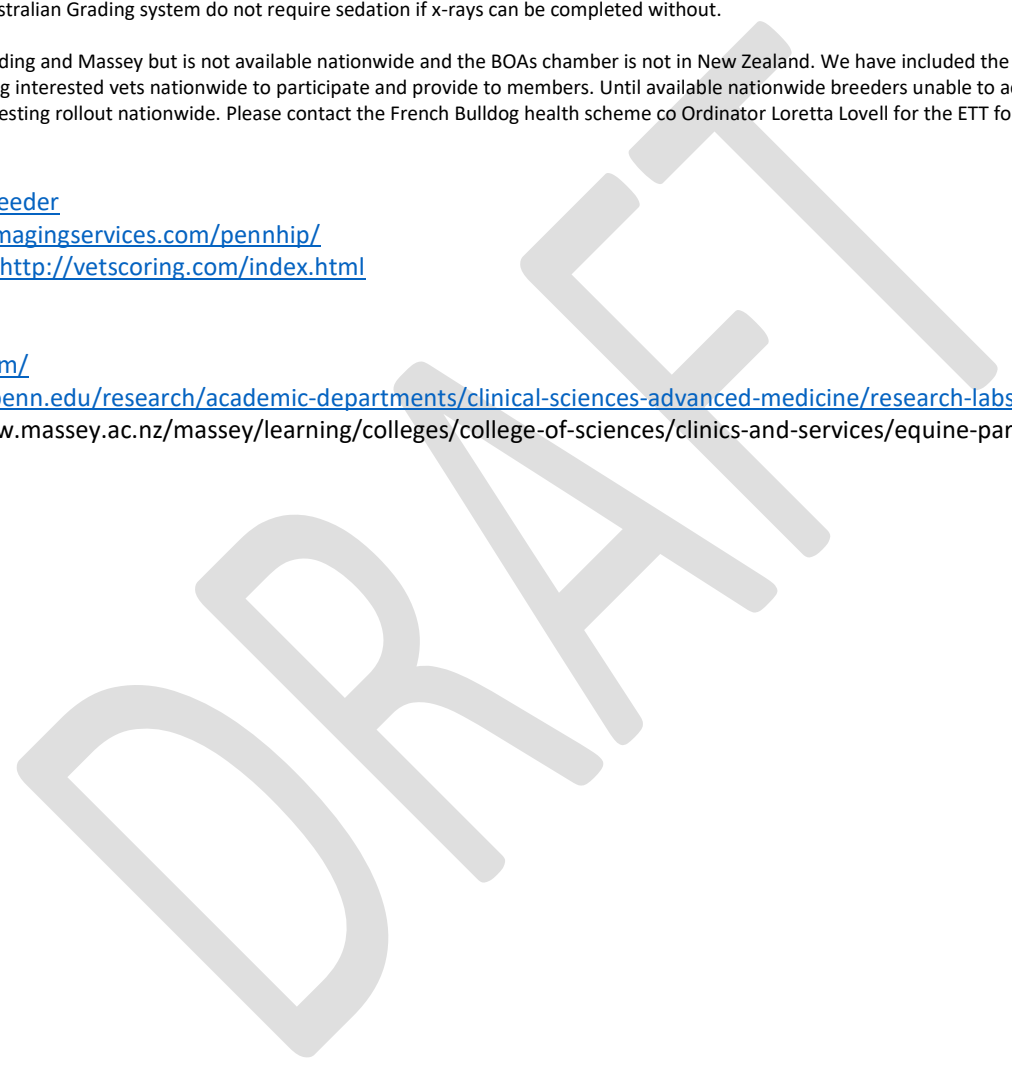 stralian Grading system do not require sedation if x-rays can be completed without.
ding and Massey but is not available nationwide and the BOAs chamber is not in New Zealand. We have included the
g interested vets nationwide to participate and provide to members. Until available nationwide breeders unable to a
esting rollout nationwide. Please contact the French Bulldog health scheme co Ordinator Loretta Lovell for the ETT fo
eeder
magingservices.com/pennhip/
http://vetscoring.com/index.html
m/
penn.edu/research/academic-departments/clinical-sciences-advanced-medicine/research-labs
w.massey.ac.nz/massey/learning/colleges/college-of-sciences/clinics-and-services/equine-par
DRAFT